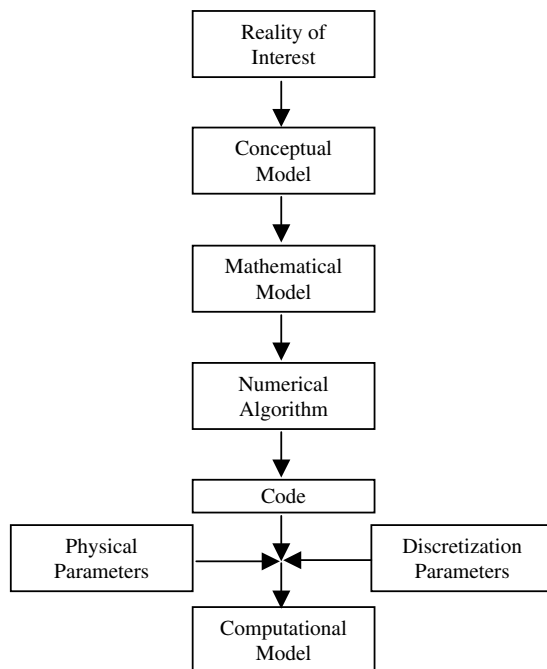 Reality of
Interest
Conceptual
Model
Mathematical
Model
Numerical
Algorithm
Code
Physical
Parameters
Discretization
Parameters
Computational
Model